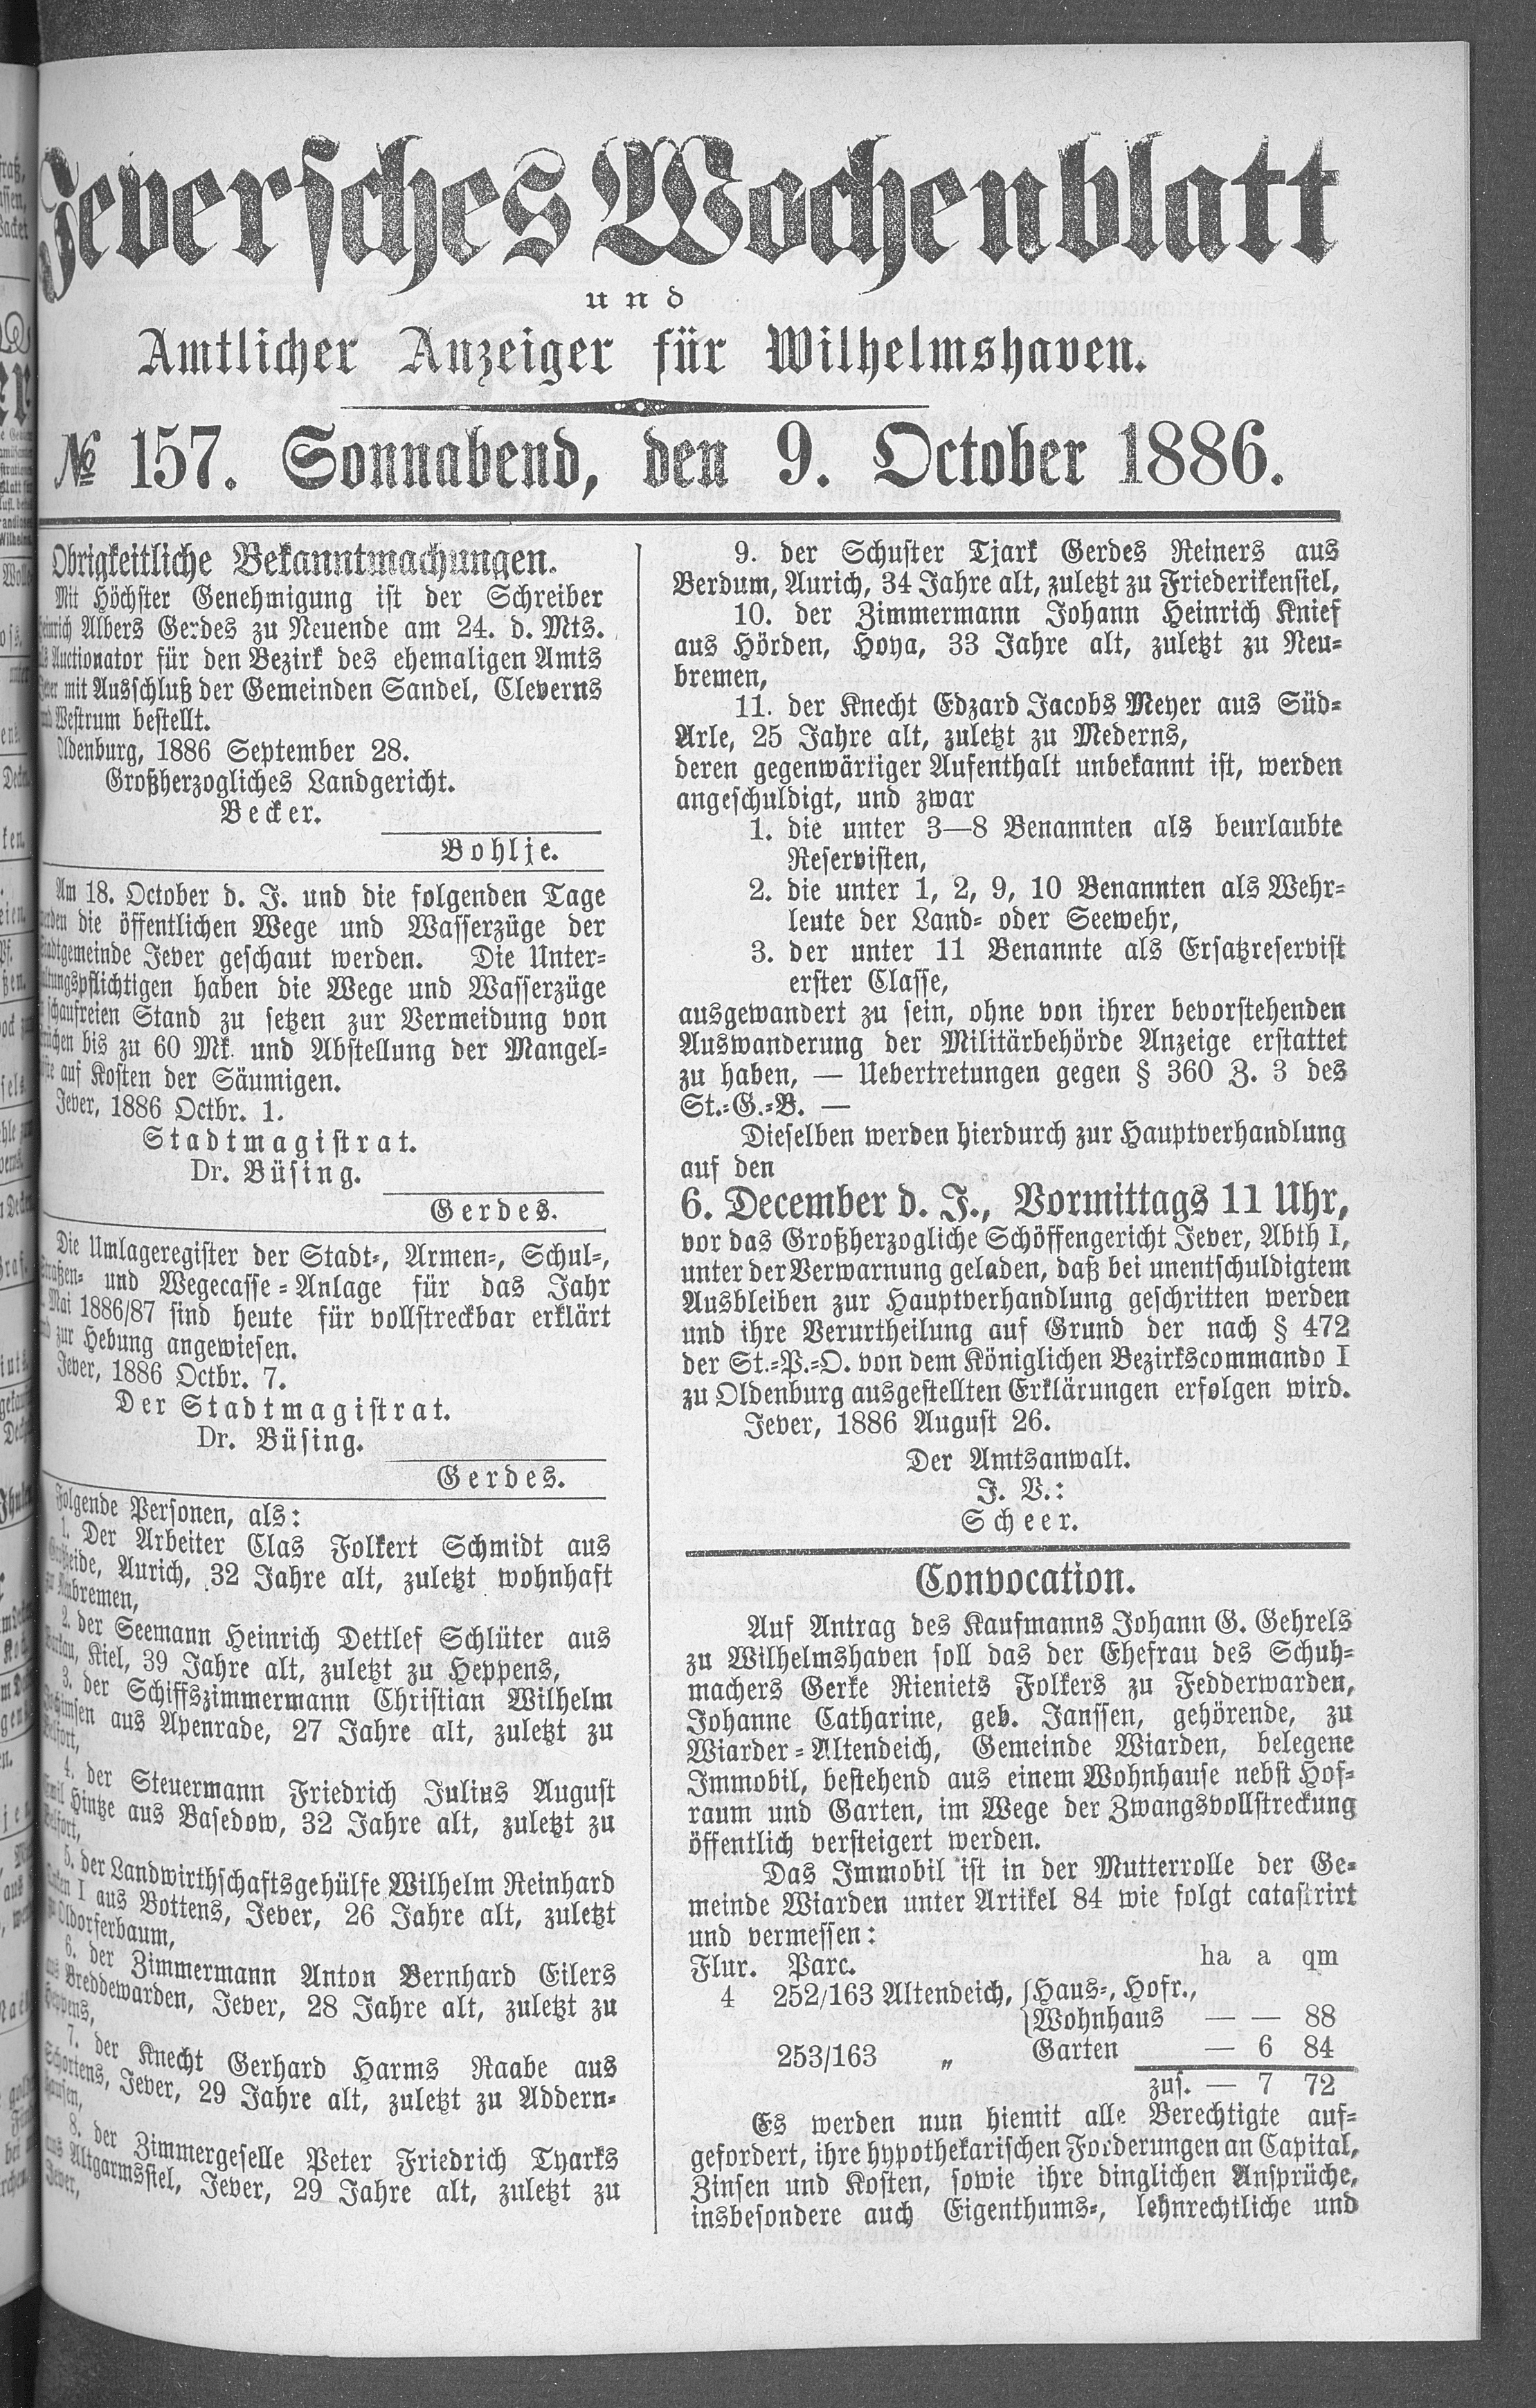 Jeversches Wochenblatt
und
Amtlicher Anzeiger für Wilhelmshaven.
№ 157. Sonnabend, den 9. October 1886.
Obrigkeitliche Bekanntmachungen.
Mit Höchster Genehmigung ist der Schreiber
Heinrich Albers Gerdes zu Neuende am 24. d. Mts.
als Auctionator für den Bezirk des ehemaligen Amts
Jever mit Ausschluß der Gemeinden Sandel, Cleverns
und Westrum bestellt.
Oldenburg, 1886 September 28.
Großherzogliches Landgericht.
Becker.
Bohlje.
Am 18. October d. J. und die folgenden Tage
werden die öffentlichen Wege und Wasserzüge der
Stadtgemeinde Jever geschaut werden. Die Unter-
haltungspflichtigen haben die Wege und Wasserzüge
in schaufreien Stand zu setzen zur Vermeidung von
Brüchen bis zu 60 Mk. und Abstellung der Mangel-
hafte auf Kosten der Säumigen.
Jever, 1886 Octbr. 1.
Stadtmagistrat.
Dr. Büsing.
Gerdes.
Die Umlageregister der Stadt-, Armen-, Schul-,
Straßen- und Wegecasse-Anlage für das Jahr
Mai 1886/87 sind heute für vollstreckbar erklärt
und zur Hebung angewiesen.
Jever, 1886 Octbr. 7.
Der Stadtmagistrat.
Dr. Büsing.
Gerdes.
Folgende Personen, als:
1. Der Arbeiter Clas Folkert Schmidt aus
Aurich, 32 Jahre alt, zuletzt wohnhaft
zu Neubremen,
2. der Seemann Heinrich Dettlef Schlüter aus
Kiel, 39 Jahre alt, zuletzt zu Heppens,
3. der Schiffszimmermann Christian Wilhelm
aus Apenrade, 27 Jahre alt, zuletzt zu
Belfort,
4. der Steuermann Friedrich Julius August
Emil Hintze aus Basedow, 32 Jahre alt, zuletzt zu
Belfort,
5. der Landwirthschaftsgehülfe Wilhelm Reinhard
I aus Bottens, Jever, 26 Jahre alt, zuletzt
zu Oldorferbaum,
6. der Zimmermann Anton Bernhard Eilers
aus Breddewarden, Jever, 28 Jahre alt, zuletzt zu
Heppens,
7. der Knecht Gerhard Harms Raabe aus
Schortens, Jever, 29 Jahre alt, zuletzt zu Addern-
hausen,
8. der Zimmergeselle Peter Friedrich Tyarks
aus Altgarmssiel, Jever, 29 Jahre alt, zuletzt zu
Jever,
9. der Schuster Tjark Gerdes Reiners aus
Berdum, Aurich, 34 Jahre alt, zuletzt zu Friederikensiel,
10. der Zimmermann Johann Heinrich Knief
aus Hörden, Hoya, 33 Jahre alt, zuletzt zu Neu-
bremen,
11. der Knecht Edzard Jacobs Meyer aus Süd-
Arle, 25 Jahre alt, zuletzt zu Mederns,
deren gegenwärtiger Aufenthalt unbekannt ist, werden
angeschuldigt, und zwar
1. die unter 3—8 Benannten als beurlaubte
Reservisten,
2. die unter 1, 2, 9, 10 Benannten als Wehr-
leute der Land- oder Seewehr,
3. der unter 11 Benannte als Ersatzreservist
erster Classe,
ausgewandert zu sein, ohne von ihrer bevorstehenden
Auswanderung der Militärbehörde Anzeige erstattet
zu haben, — Uebertretungen gegen § 360 Z. 3 des
St.-G.-B. —
Dieselben werden hierdurch zur Hauptverhandlung
auf den
6. December d. J., Vormittags 11 Uhr,
vor das Großherzogliche Schöffengericht Jever, Abth I,
unter der Verwarnung geladen, daß bei unentschuldigtem
Ausbleiben zur Hauptverhandlung geschritten werden
und ihre Verurtheilung auf Grund der nach § 472
der St.-P.-O. von dem Königlichen Bezirkscommando I
zu Oldenburg ausgestellten Erklärungen erfolgen wird.
Jever, 1886 August 26.
Der Amtsanwalt.
J. V.:
Scheer.
Convocation.
Auf Antrag des Kaufmanns Johann G. Gehrels
zu Wilhelmshaven soll das der Ehefrau des Schuh-
machers Gerke Rieniets Folkers zu Fedderwarden,
Johanne Catharine, geb. Janssen, gehörende, zu
Wiarder-Altendeich, Gemeinde Wiarden, belegene
Immobil, bestehend aus einem Wohnhause nebst Hof-
raum und Garten, im Wege der Zwangsvollstreckung
öffentlich versteigert werden.
Das Immobil ist in der Mutterrolle der Ge-
meinde Wiarden unter Artikel 84 wie folgt catastrirt
und vermessen:
Flur. Parc. ha a qm
4 252/163 Altendeich, {Haus-, Hofr.,
{Wohnhaus — — 88
253/163 „ Garten — 6 84
zus. — 7 72
Es werden nun hiemit alle Berechtigte auf-
gefordert, ihre hypothekarischen Forderungen an Capital,
Zinsen und Kosten, sowie ihre dinglichen Ansprüche,
insbesondere auch Eigenthums-, lehnrechtliche und